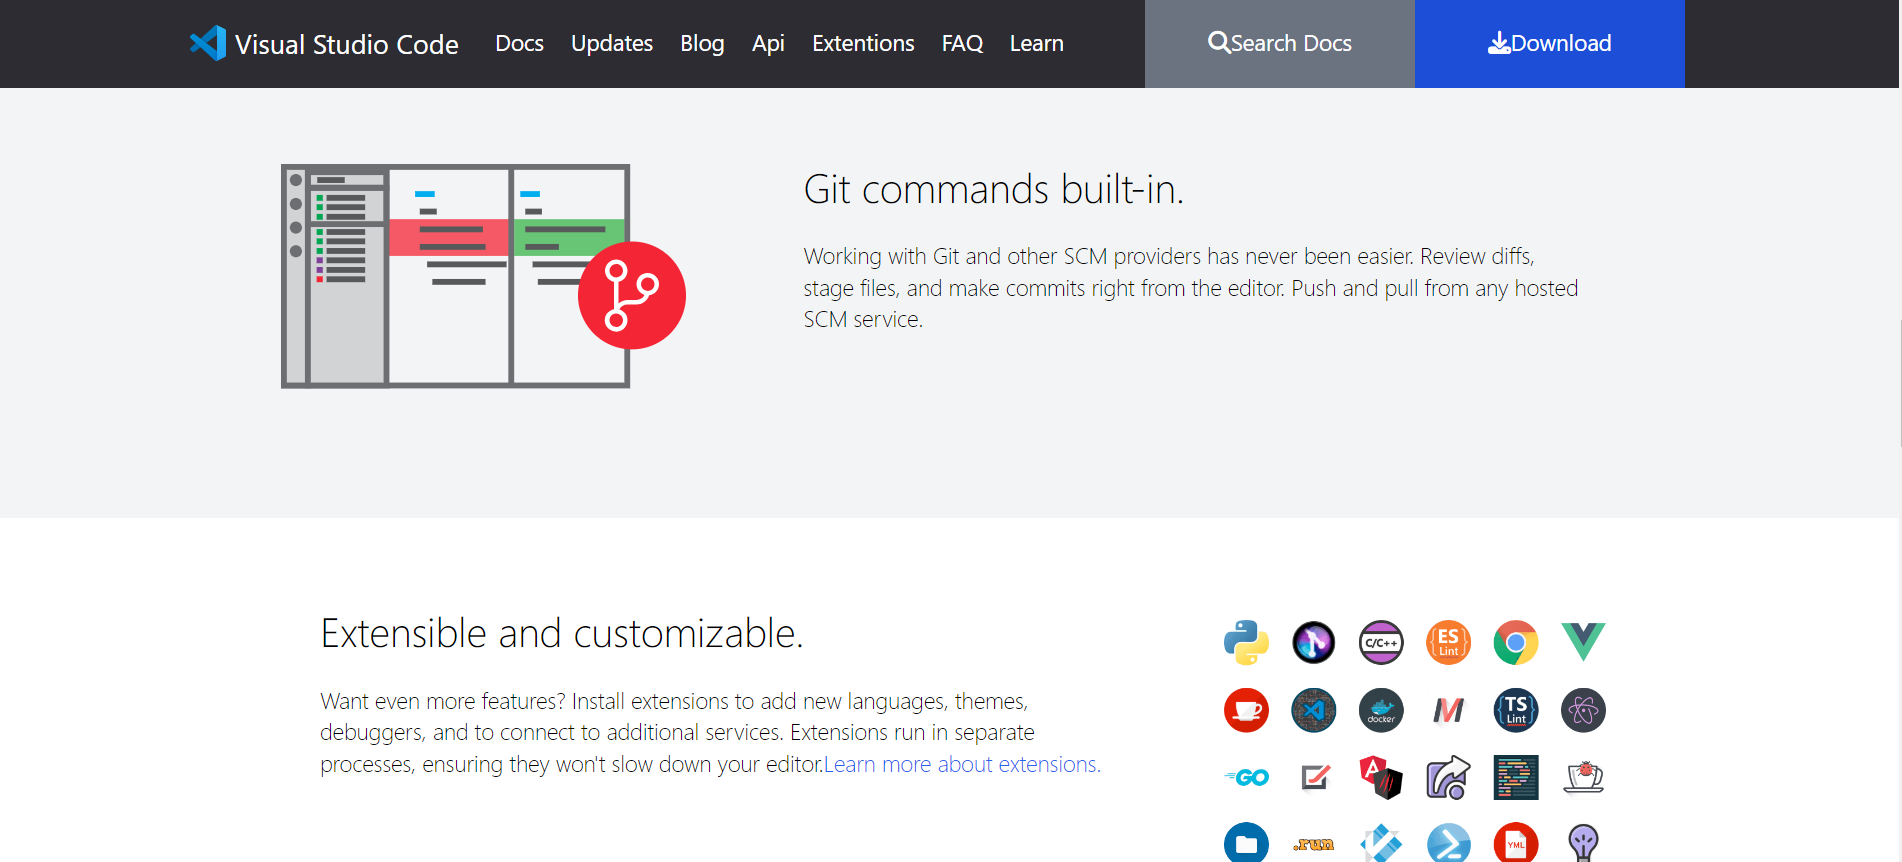 Visual Studio Code Docs Updates Blog Api Extentions FAQ Learn Search Docs Download
Git commands built-in.
Working with Git and other SCM providers has never been easier. Review diffs,
stage files, and make commits right from the editor. Push and pull from any hosted
SCM service.
Extensible and customizable.
Want even more features? Install extensions to add new languages, themes,
debuggers, and to connect to additional services. Extensions run in separate
processes, ensuring they won't slow down your editor.Learn more about extensions.
C/C++ ES Lint
docker TS Lint
GO A
.run YML